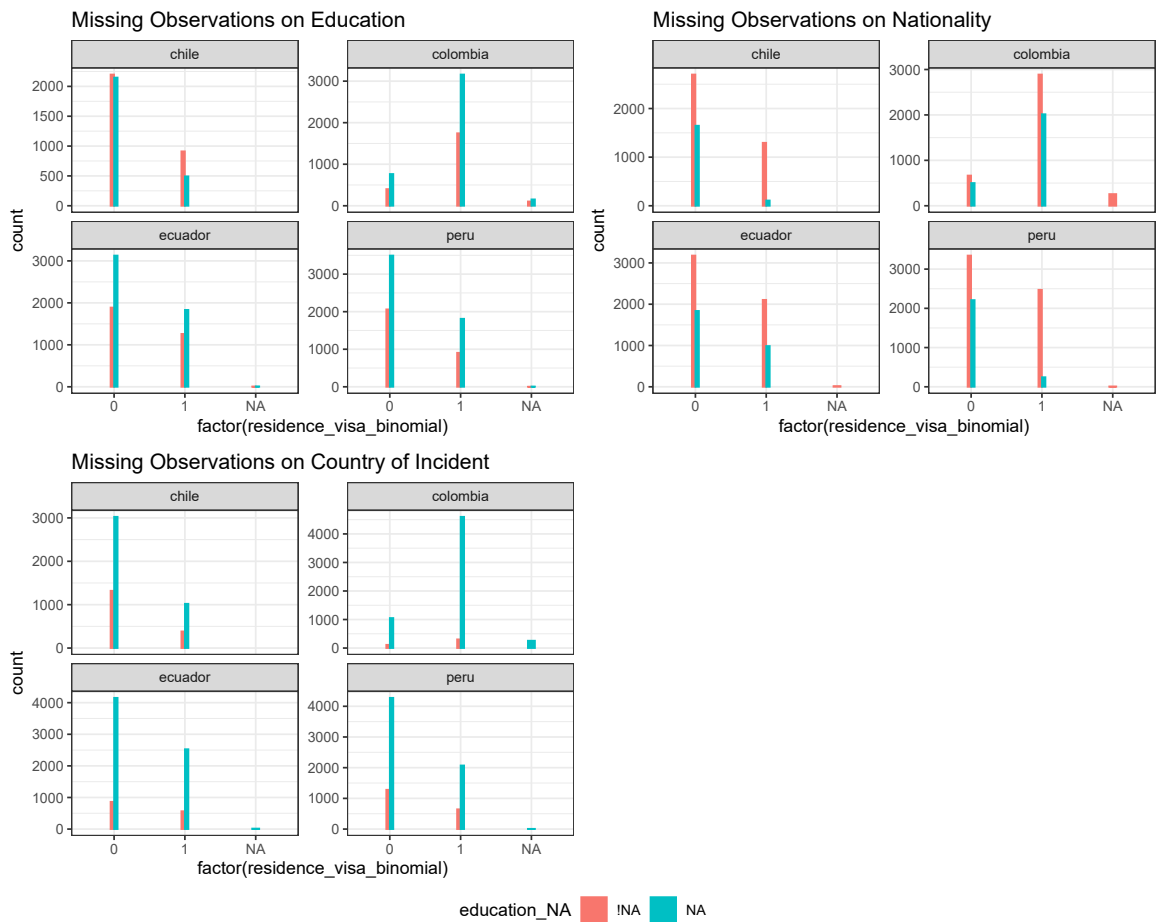 Missing Observations on Education
chile
colombia
2000
1500
1000
500
0
3000
2000
1000
0
ecuador
peru
3000
2000
1000
0
3000
2000
1000
0
count
0 1 NA
0 1 NA
factor(residence_visa_binomial)
Missing Observations on Nationality
chile
colombia
2000
1000
0
3000
2000
1000
0
ecuador
peru
3000
2000
1000
0
3000
2000
1000
0
count
0 1 NA
0 1 NA
factor(residence_visa_binomial)
Missing Observations on Country of Incident
chile
colombia
3000
2000
1000
0
4000
3000
2000
1000
0
ecuador
peru
4000
3000
2000
1000
0
4000
3000
2000
1000
0
count
0 1 NA
0 1 NA
factor(residence_visa_binomial)
education_NA !NA NA